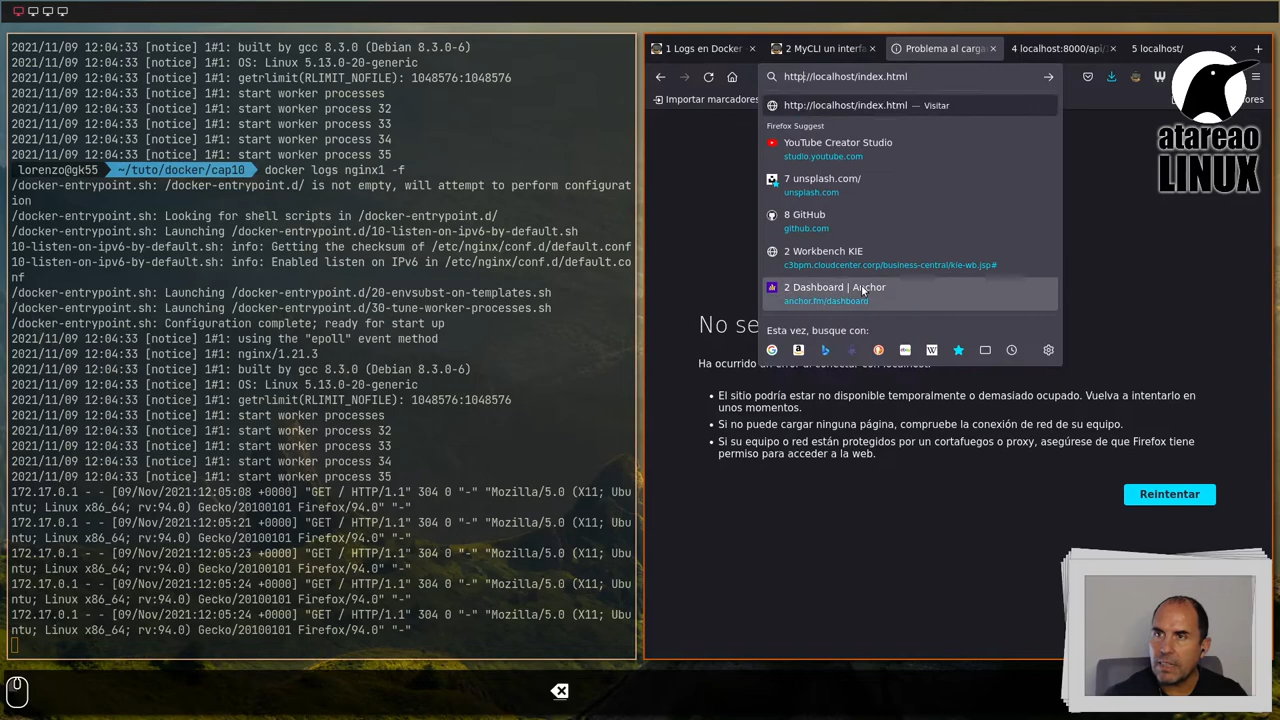 2021/11/09 12:04:33 [notice] 1#1: built by gcc 8.3.0 (Debian 8.3.0-6)
2021/11/09 12:04:33 [notice] 1#1: OS: Linux 5.13.0-20-generic
2021/11/09 12:04:33 [notice] 1#1: getrlimit(RLIMIT_NOFILE): 1048576:1048576
2021/11/09 12:04:33 [notice] 1#1: start worker processes
2021/11/09 12:04:33 [notice] 1#1: start worker process 32
2021/11/09 12:04:33 [notice] 1#1: start worker process 33
2021/11/09 12:04:33 [notice] 1#1: start worker process 34
2021/11/09 12:04:33 [notice] 1#1: start worker process 35
lorenzo@gk55 ~/tuto/docker/cap10 docker logs nginx1 -f
/docker-entrypoint.sh: /docker-entrypoint.d/ is not empty, will attempt to perform configurat
ion
/docker-entrypoint.sh: Looking for shell scripts in /docker-entrypoint.d/
/docker-entrypoint.sh: Launching /docker-entrypoint.d/10-listen-on-ipv6-by-default.sh
10-listen-on-ipv6-by-default.sh: info: Getting the checksum of /etc/nginx/conf.d/default.conf
10-listen-on-ipv6-by-default.sh: info: Enabled listen on IPv6 in /etc/nginx/conf.d/default.co
nf
/docker-entrypoint.sh: Launching /docker-entrypoint.d/20-envsubst-on-templates.sh
/docker-entrypoint.sh: Launching /docker-entrypoint.d/30-tune-worker-processes.sh
/docker-entrypoint.sh: Configuration complete; ready for start up
2021/11/09 12:04:33 [notice] 1#1: using the "epoll" event method
2021/11/09 12:04:33 [notice] 1#1: nginx/1.21.3
2021/11/09 12:04:33 [notice] 1#1: built by gcc 8.3.0 (Debian 8.3.0-6)
2021/11/09 12:04:33 [notice] 1#1: OS: Linux 5.13.0-20-generic
2021/11/09 12:04:33 [notice] 1#1: getrlimit(RLIMIT_NOFILE): 1048576:1048576
2021/11/09 12:04:33 [notice] 1#1: start worker processes
2021/11/09 12:04:33 [notice] 1#1: start worker process 32
2021/11/09 12:04:33 [notice] 1#1: start worker process 33
2021/11/09 12:04:33 [notice] 1#1: start worker process 34
2021/11/09 12:04:33 [notice] 1#1: start worker process 35
172.17.0.1 - - [09/Nov/2021:12:05:08 +0000] "GET / HTTP/1.1" 304 0 "-" "Mozilla/5.0 (X11; Ubu
ntu; Linux x86_64; rv:94.0) Gecko/20100101 Firefox/94.0" "-"
172.17.0.1 - - [09/Nov/2021:12:05:21 +0000] "GET / HTTP/1.1" 304 0 "-" "Mozilla/5.0 (X11; Ubu
ntu; Linux x86_64; rv:94.0) Gecko/20100101 Firefox/94.0" "-"
172.17.0.1 - - [09/Nov/2021:12:05:23 +0000] "GET / HTTP/1.1" 304 0 "-" "Mozilla/5.0 (X11; Ubu
ntu; Linux x86_64; rv:94.0) Gecko/20100101 Firefox/94.0" "-"
172.17.0.1 - - [09/Nov/2021:12:05:24 +0000] "GET / HTTP/1.1" 304 0 "-" "Mozilla/5.0 (X11; Ubu
ntu; Linux x86_64; rv:94.0) Gecko/20100101 Firefox/94.0" "-"
172.17.0.1 - - [09/Nov/2021:12:05:24 +0000] "GET / HTTP/1.1" 304 0 "-" "Mozilla/5.0 (X11; Ubu
ntu; Linux x86_64; rv:94.0) Gecko/20100101 Firefox/94.0" "-"
1 Logs en Docker 2 MyCLI un interfa Problema al carga 4 localhost:8000/api/ 5 localhost/
http://localhost/index.html
Importar marcadores
http://localhost/index.html — Visitar
Firefox Suggest
YouTube Creator Studio
studio.youtube.com
7 unsplash.com/
unsplash.com
8 GitHub
github.com
2 Workbench KIE
c3bpm.cloudcenter.corp/business-central/kie-wb.jsp#
2 Dashboard | Anchor
anchor.fm/dashboard
Esta vez, busque con:
No se
Ha ocurrido un error al conectar con localhost.
El sitio podría estar no disponible temporalmente o demasiado ocupado. Vuelva a intentarlo en
unos momentos.
Si no puede cargar ninguna página, compruebe la conexión de red de su equipo.
Si su equipo o red están protegidos por un cortafuegos o proxy, asegúrese de que Firefox tiene
permiso para acceder a la web.
Reintentar
atareao
LINUX